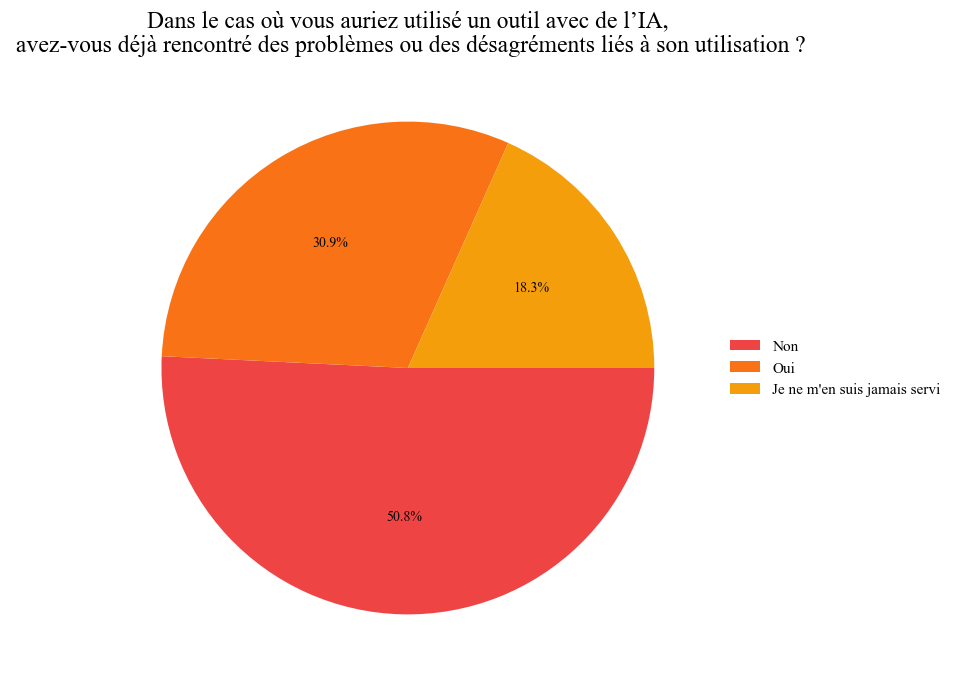 Dans le cas où vous auriez utilisé un outil avec de l’IA,
avez-vous déjà rencontré des problèmes ou des désagréments liés à son utilisation ?
30.9%
18.3%
50.8%
Non
Oui
Je ne m'en suis jamais servi